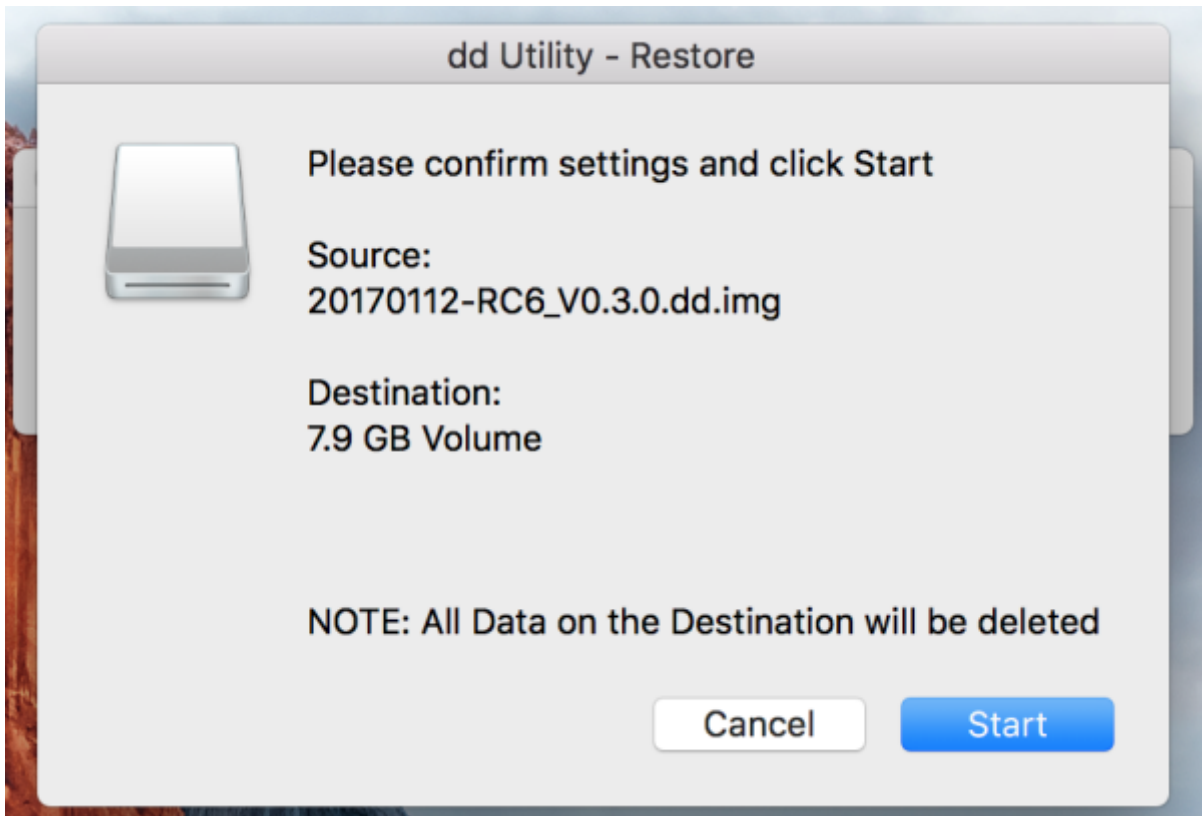 dd Utility - Restore
Please confirm settings and click Start
Source:
20170112-RC6_V0.3.0.dd.img
Destination:
7.9 GB Volume
NOTE: All Data on the Destination will be deleted
Cancel
Start